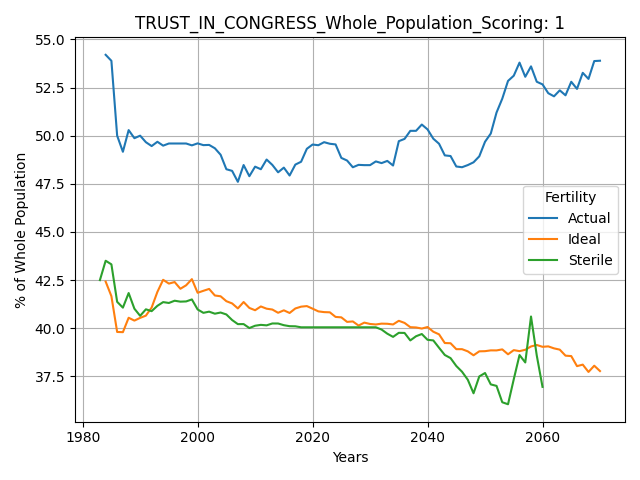 TRUST_IN_CONGRESS_Whole_Population_Scoring: 1
55.0
52.5
50.0
47.5
45.0
42.5
40.0
37.5
% of Whole Population
Fertility
Actual
Ideal
Sterile
1980
2000
2020
2040
2060
Years